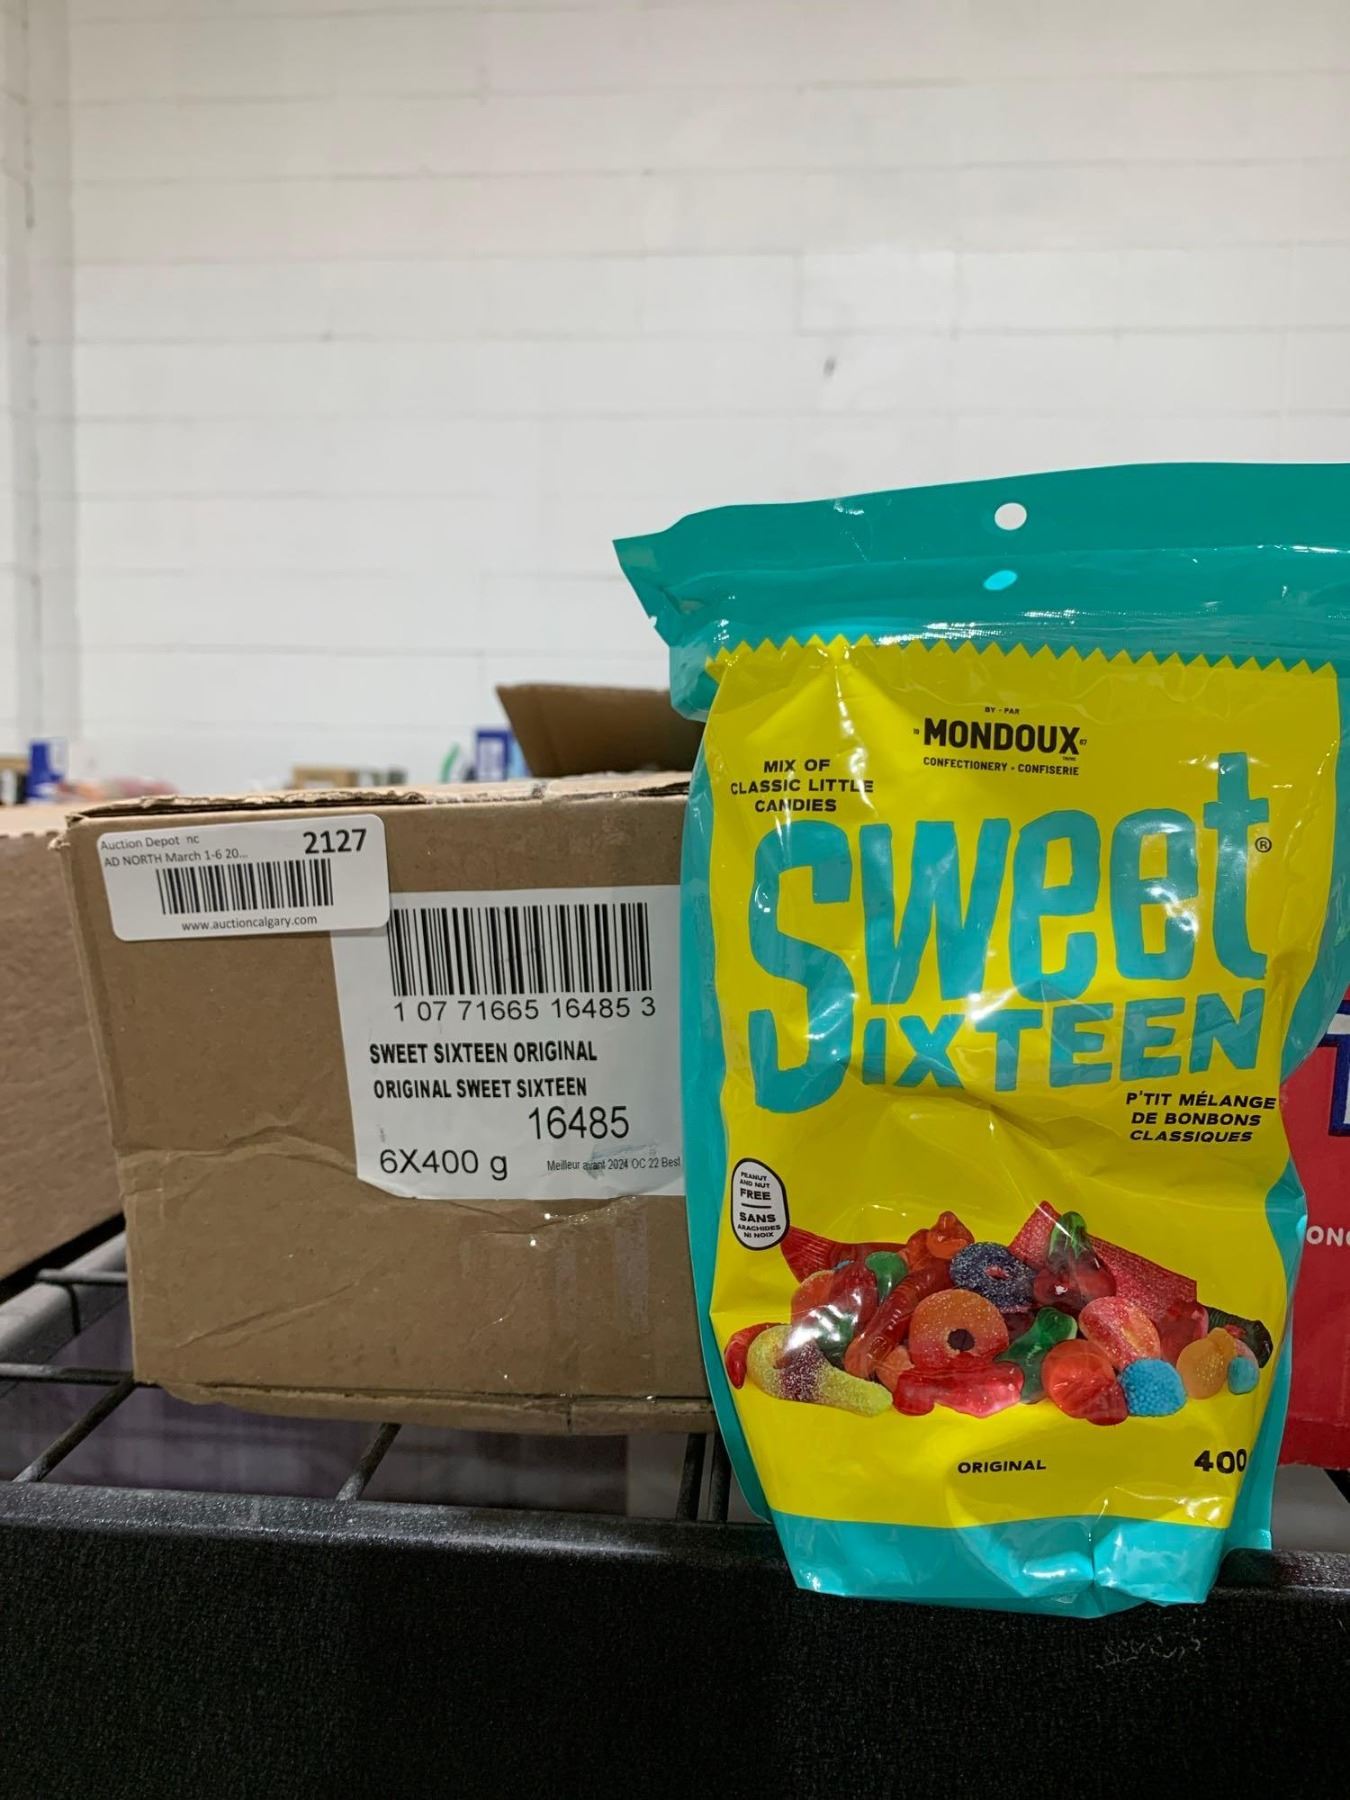 Auction Depot nc
2127
AD NORTH March 1-6 20...
www.auctioncalgary.com
1 07 71665 16485 3
SWEET SIXTEEN ORIGINAL
ORIGINAL SWEET SIXTEEN
16485
6X400 g
Meilleur avant 2024 OC 22 Best
BY - PAR
19 MONDOUX 67
CONFECTIONERY - CONFISERIE
MIX OF
CLASSIC LITTLE
CANDIES
Sweet ®
SIXTEEN
P'TIT MÉLANGE
DE BONBONS
CLASSIQUES
PEANUT
AND NUT
FREE
SANS
ARACHIDES
NI NOIX
ORIGINAL
400